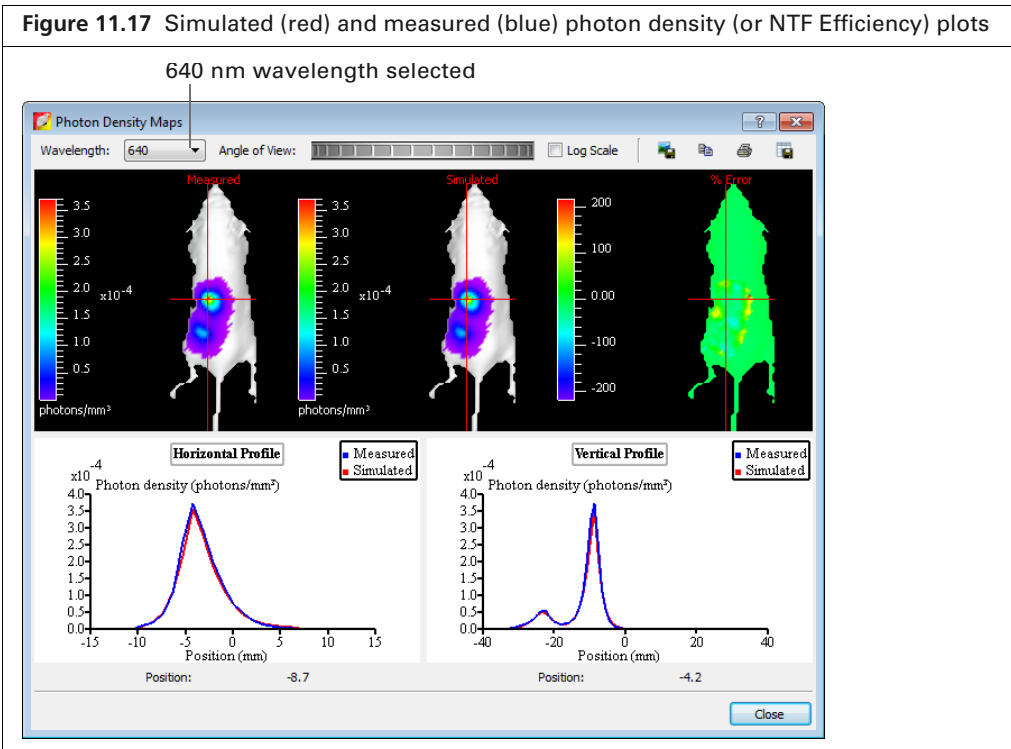 Figure 11.17 Simulated (red) and measured (blue) photon density (or NTF Efficiency) plots
640 nm wavelength selected
Photon Density Maps
Wavelength: 640 Angle of View: Log Scale
Measured Simulated % Error
3.5 3.5 200
3.0 3.0
2.5 2.5 100
2.0 x10-4 2.0 x10-4 0.00
1.5 1.5
1.0 1.0 -100
0.5 0.5
-200
photons/mm³ photons/mm³
Horizontal Profile
Measured
Simulated
x10-4
Photon density (photons/mm³)
4.0
3.5
3.0
2.5
2.0
1.5
1.0
0.5
0.0
-15 -10 -5 0 5 10 15
Position (mm)
Position: -8.7
Vertical Profile
Measured
Simulated
x10-4
Photon density (photons/mm³)
4.0
3.5
3.0
2.5
2.0
1.5
1.0
0.5
0.0
-40 -20 0 20 40
Position (mm)
Position: -4.2
Close